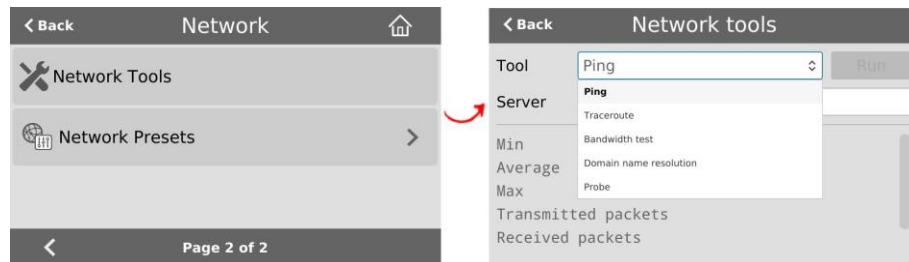 Back Network
Network Tools
Network Presets
Page 2 of 2
Back Network tools
Tool Ping Run
Server
Ping
Traceroute
Bandwidth test
Domain name resolution
Probe
Min
Average
Max
Transmitted packets
Received packets